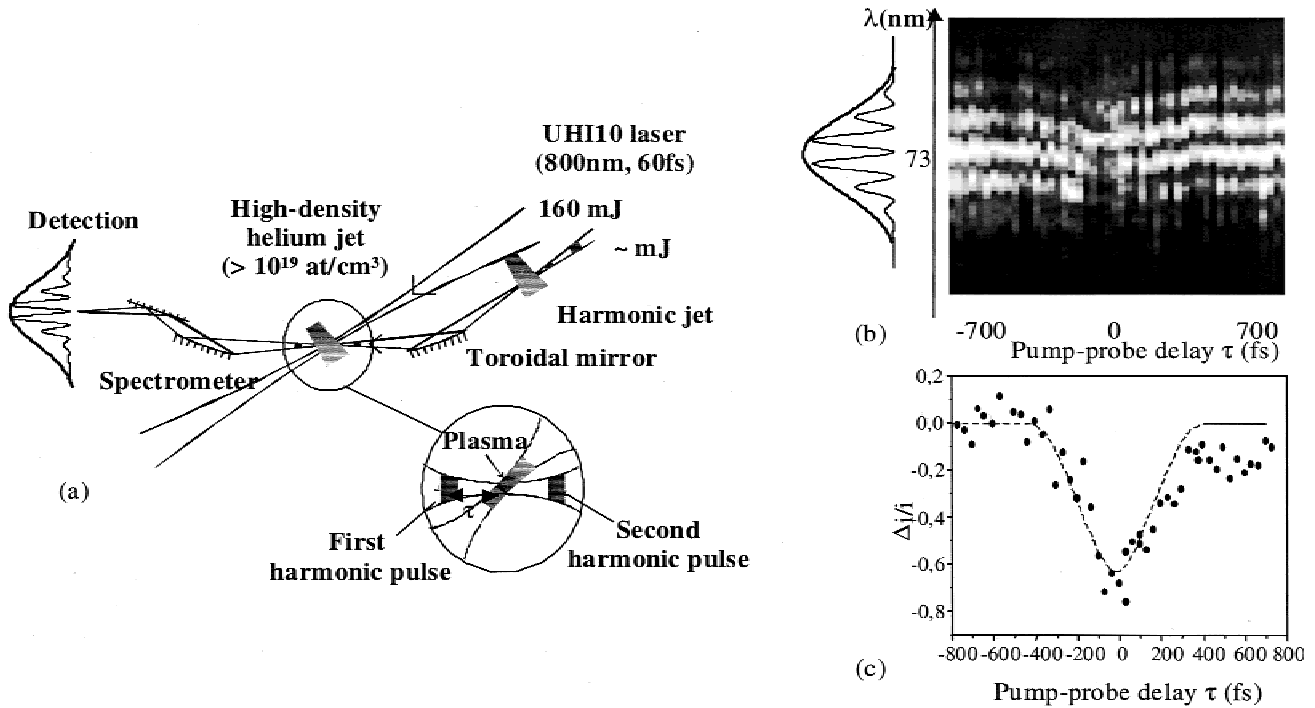 UHI10 laser
(800nm, 60fs)
160 mJ
~ mJ
Detection
High-density
helium jet
(> 10¹⁹ at/cm³)
Harmonic jet
Toroidal mirror
Spectrometer
Plasma
τ
First
harmonic pulse
Second
harmonic pulse
(a)
λ(nm)
73
(b)
-700 0 700
Pump-probe delay τ (fs)
0,2
0,0
-0,2
-0,4
-0,6
-0,8
Δi/i
-800 -600 -400 -200 0 200 400 600 800
(c)
Pump-probe delay τ (fs)